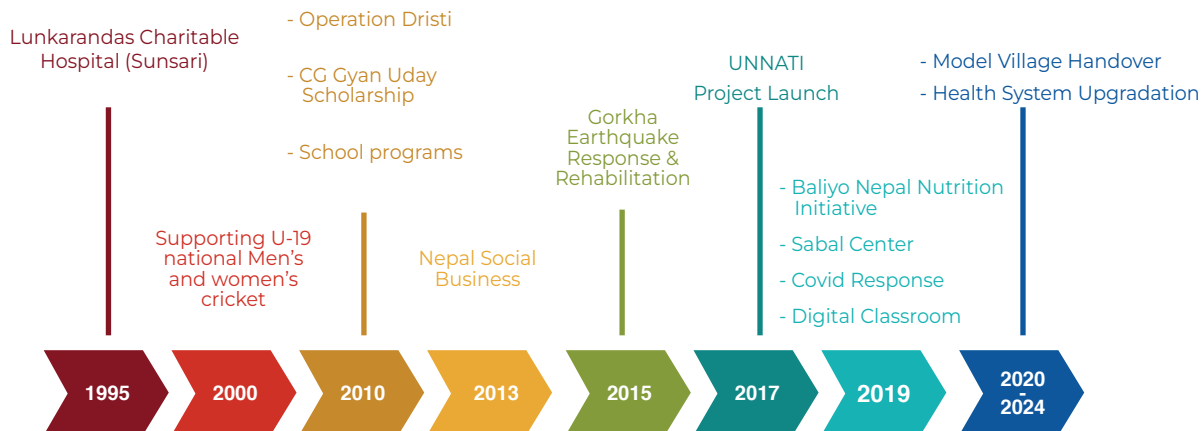 Lunkarandas Charitable
Hospital (Sunsari)
Supporting U-19
national Men’s
and women’s
cricket
- Operation Dristi
- CG Gyan Uday
Scholarship
- School programs
Nepal Social
Business
Gorkha
Earthquake
Response &
Rehabilitation
UNNATI
Project Launch
- Baliyo Nepal Nutrition
Initiative
- Sabal Center
- Covid Response
- Digital Classroom
- Model Village Handover
- Health System Upgradation
1995
2000
2010
2013
2015
2017
2019
2020
-
2024